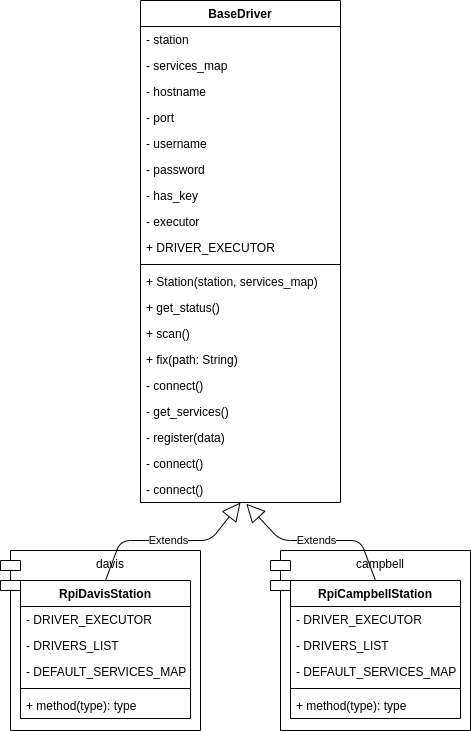 BaseDriver
- station
- services_map
- hostname
- port
- username
- password
- has_key
- executor
+ DRIVER_EXECUTOR
+ Station(station, services_map)
+ get_status()
+ scan()
+ fix(path: String)
- connect()
- get_services()
- register(data)
- connect()
- connect()
Extends
Extends
davis
RpiDavisStation
- DRIVER_EXECUTOR
- DRIVERS_LIST
- DEFAULT_SERVICES_MAP
+ method(type): type
campbell
RpiCampbellStation
- DRIVER_EXECUTOR
- DRIVERS_LIST
- DEFAULT_SERVICES_MAP
+ method(type): type